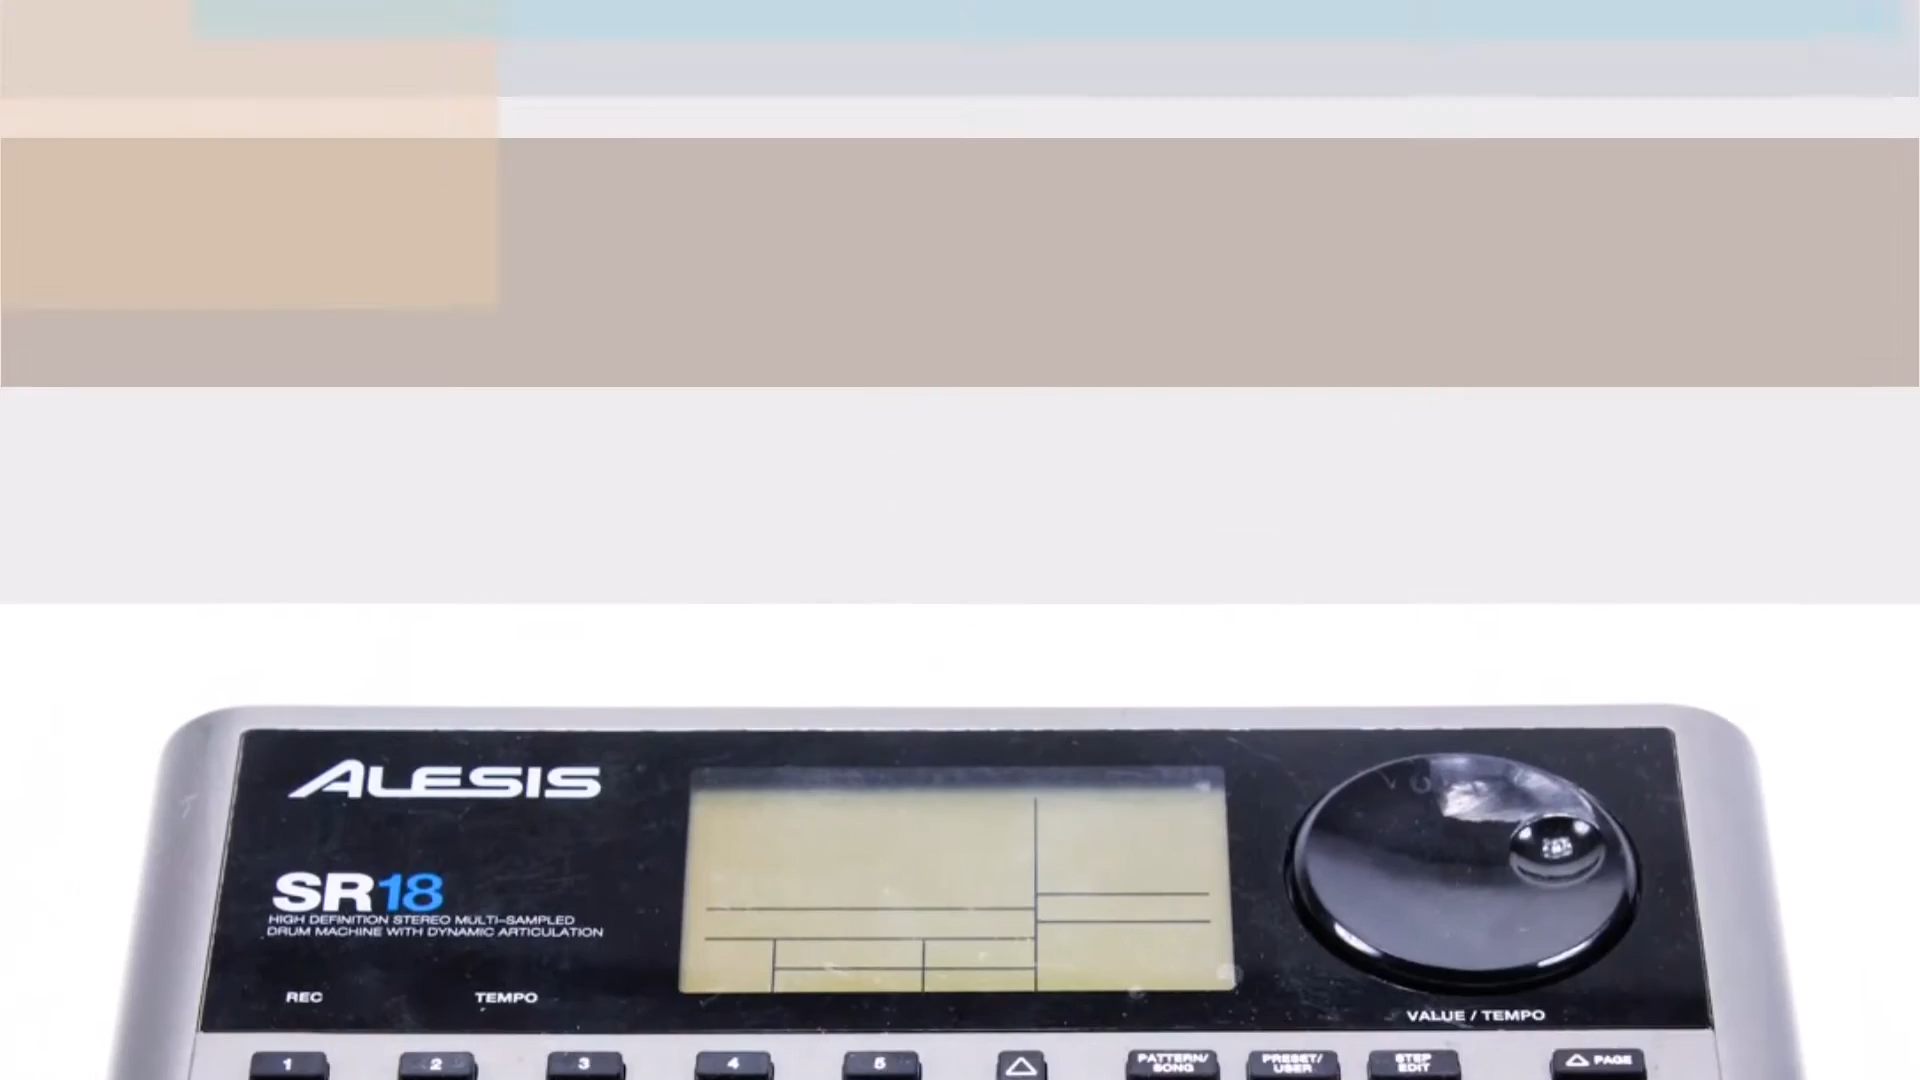 ALESIS
SR18
HIGH DEFINITION STEREO MULTI-SAMPLED
DRUM MACHINE WITH DYNAMIC ARTICULATION
REC TEMPO
VALUE / TEMPO
1 2 3 4 5 PATTERN/ PRESET/ STEP PAGE
SONG USER EDIT